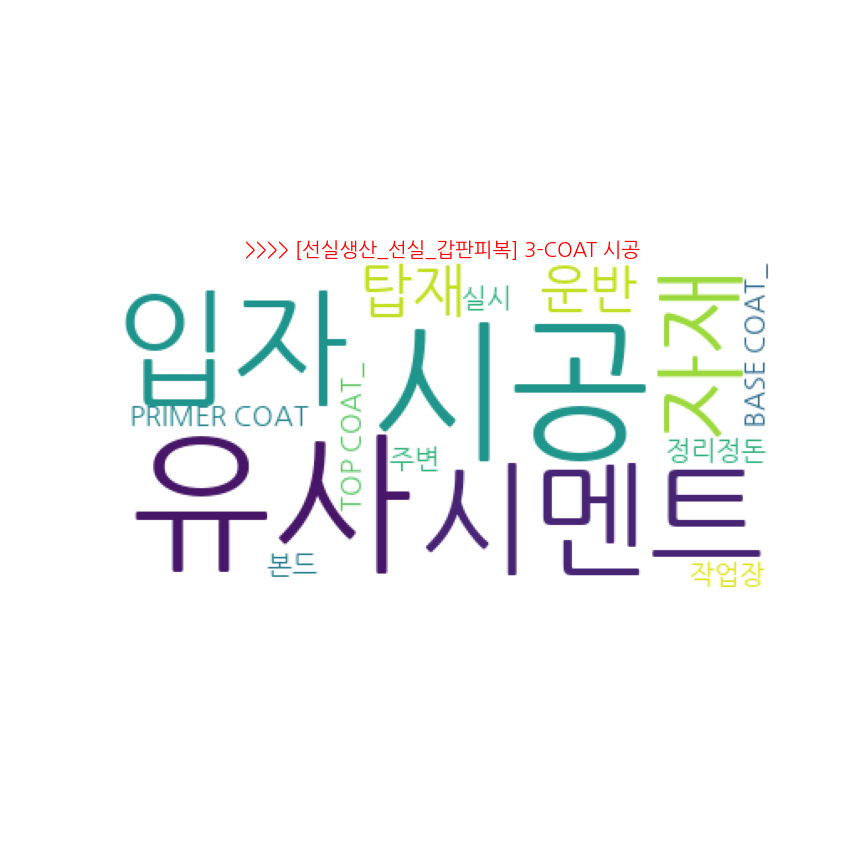 >>>> [선실생산_선실_갑판피복] 3-COAT 시공
탑재
실시
운반
입자
시공
자재
BASE COAT_
PRIMER COAT
TOP COAT_
주변
정리정돈
유사
시멘트
본드
작업장